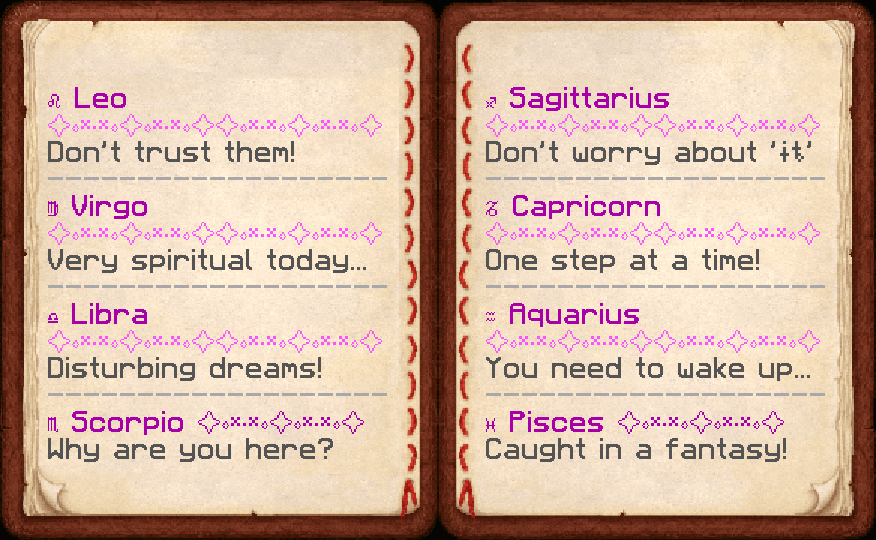 ♌ Leo
Don't trust them!
♍ Virgo
Very spiritual today...
♎ Libra
Disturbing dreams!
♏ Scorpio
Why are you here?
♐ Sagittarius
Don't worry about 'it'
♑ Capricorn
One step at a time!
♒ Aquarius
You need to wake up...
♓ Pisces
Caught in a fantasy!